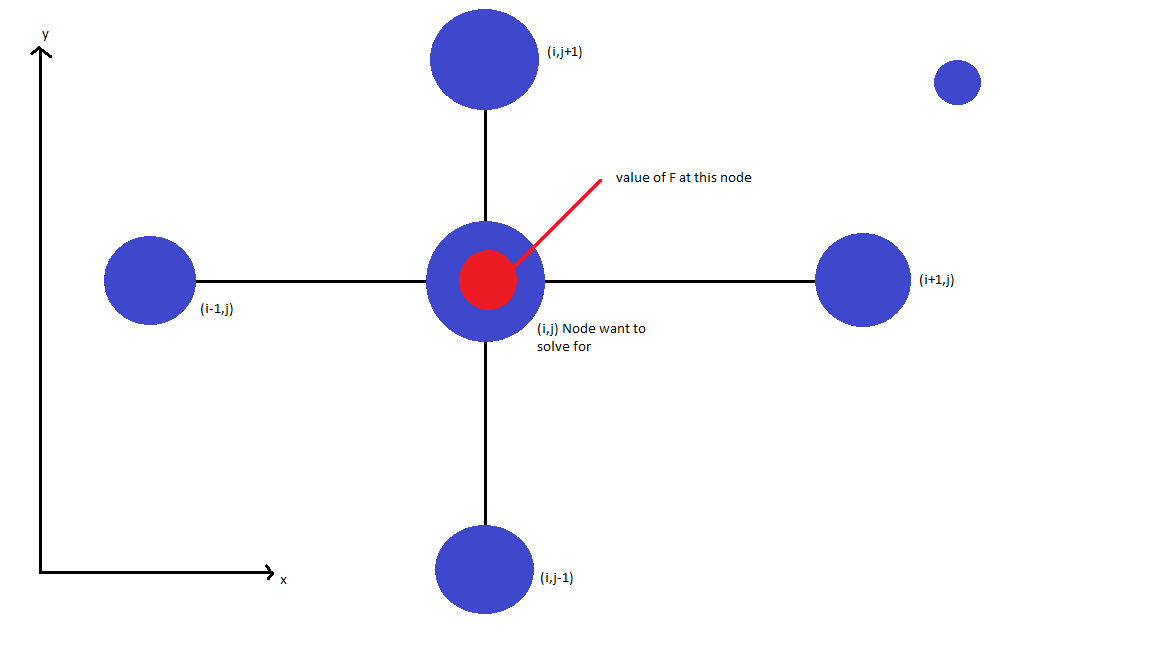 y
(i,j+1)
value of F at this node
(i+1,j)
(i-1,j)
(i,j) Node want to
solve for
(i,j-1)
x